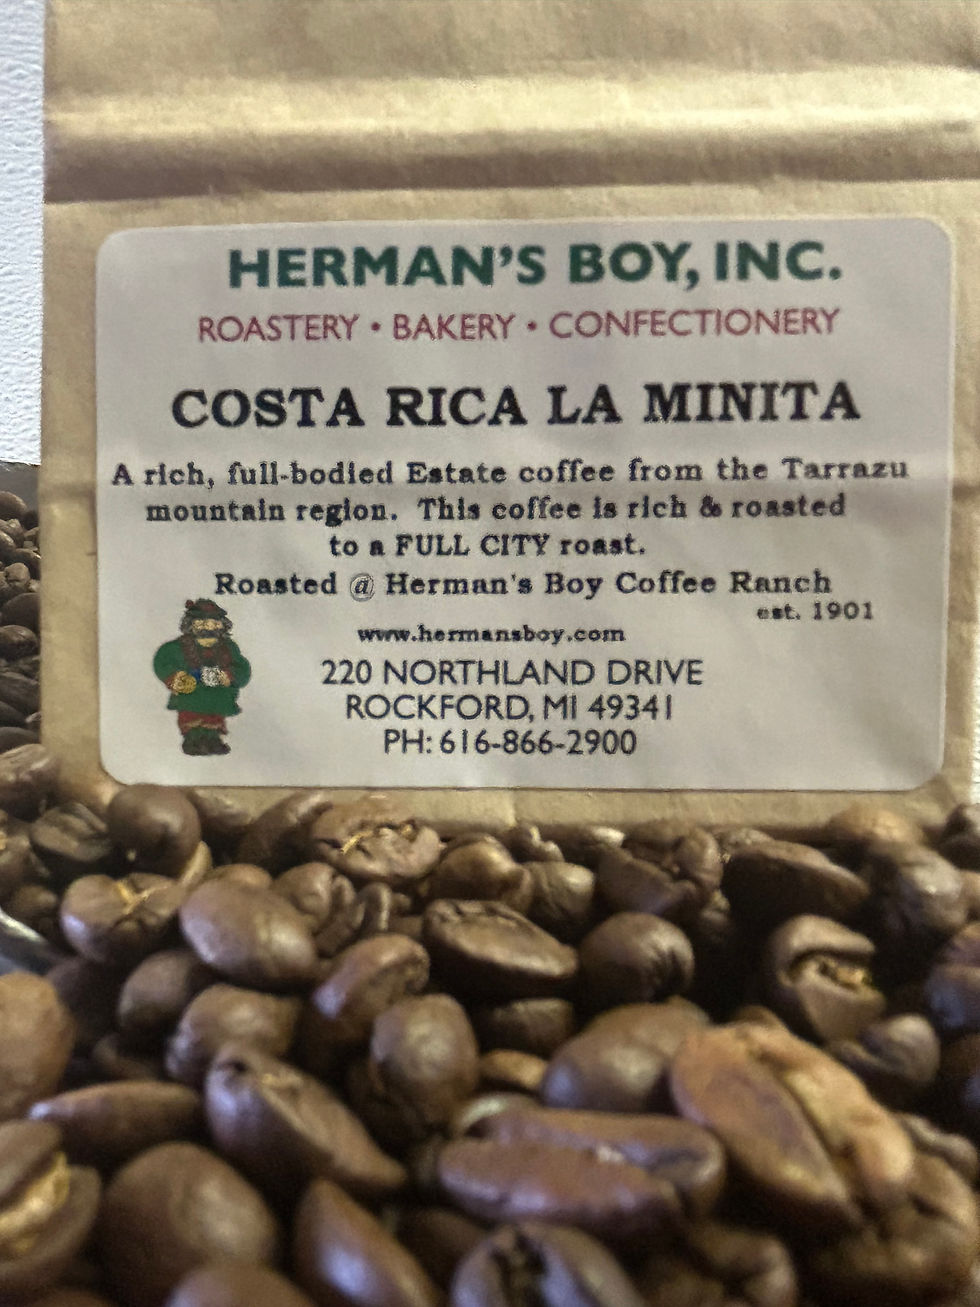 HERMAN'S BOY, INC.
ROASTERY • BAKERY • CONFECTIONERY
COSTA RICA LA MINITA
A rich, full-bodied Estate coffee from the Tarrazu
mountain region. This coffee is rich & roasted
to a FULL CITY roast.
Roasted @ Herman's Boy Coffee Ranch
est. 1901
www.hermansboy.com
220 NORTHLAND DRIVE
ROCKFORD, MI 49341
PH: 616-866-2900